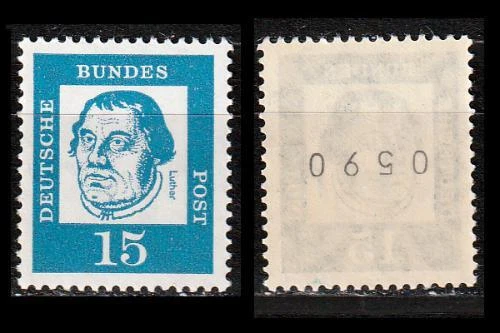 BUNDES
DEUTSCHE
POST
Luther
15
0590